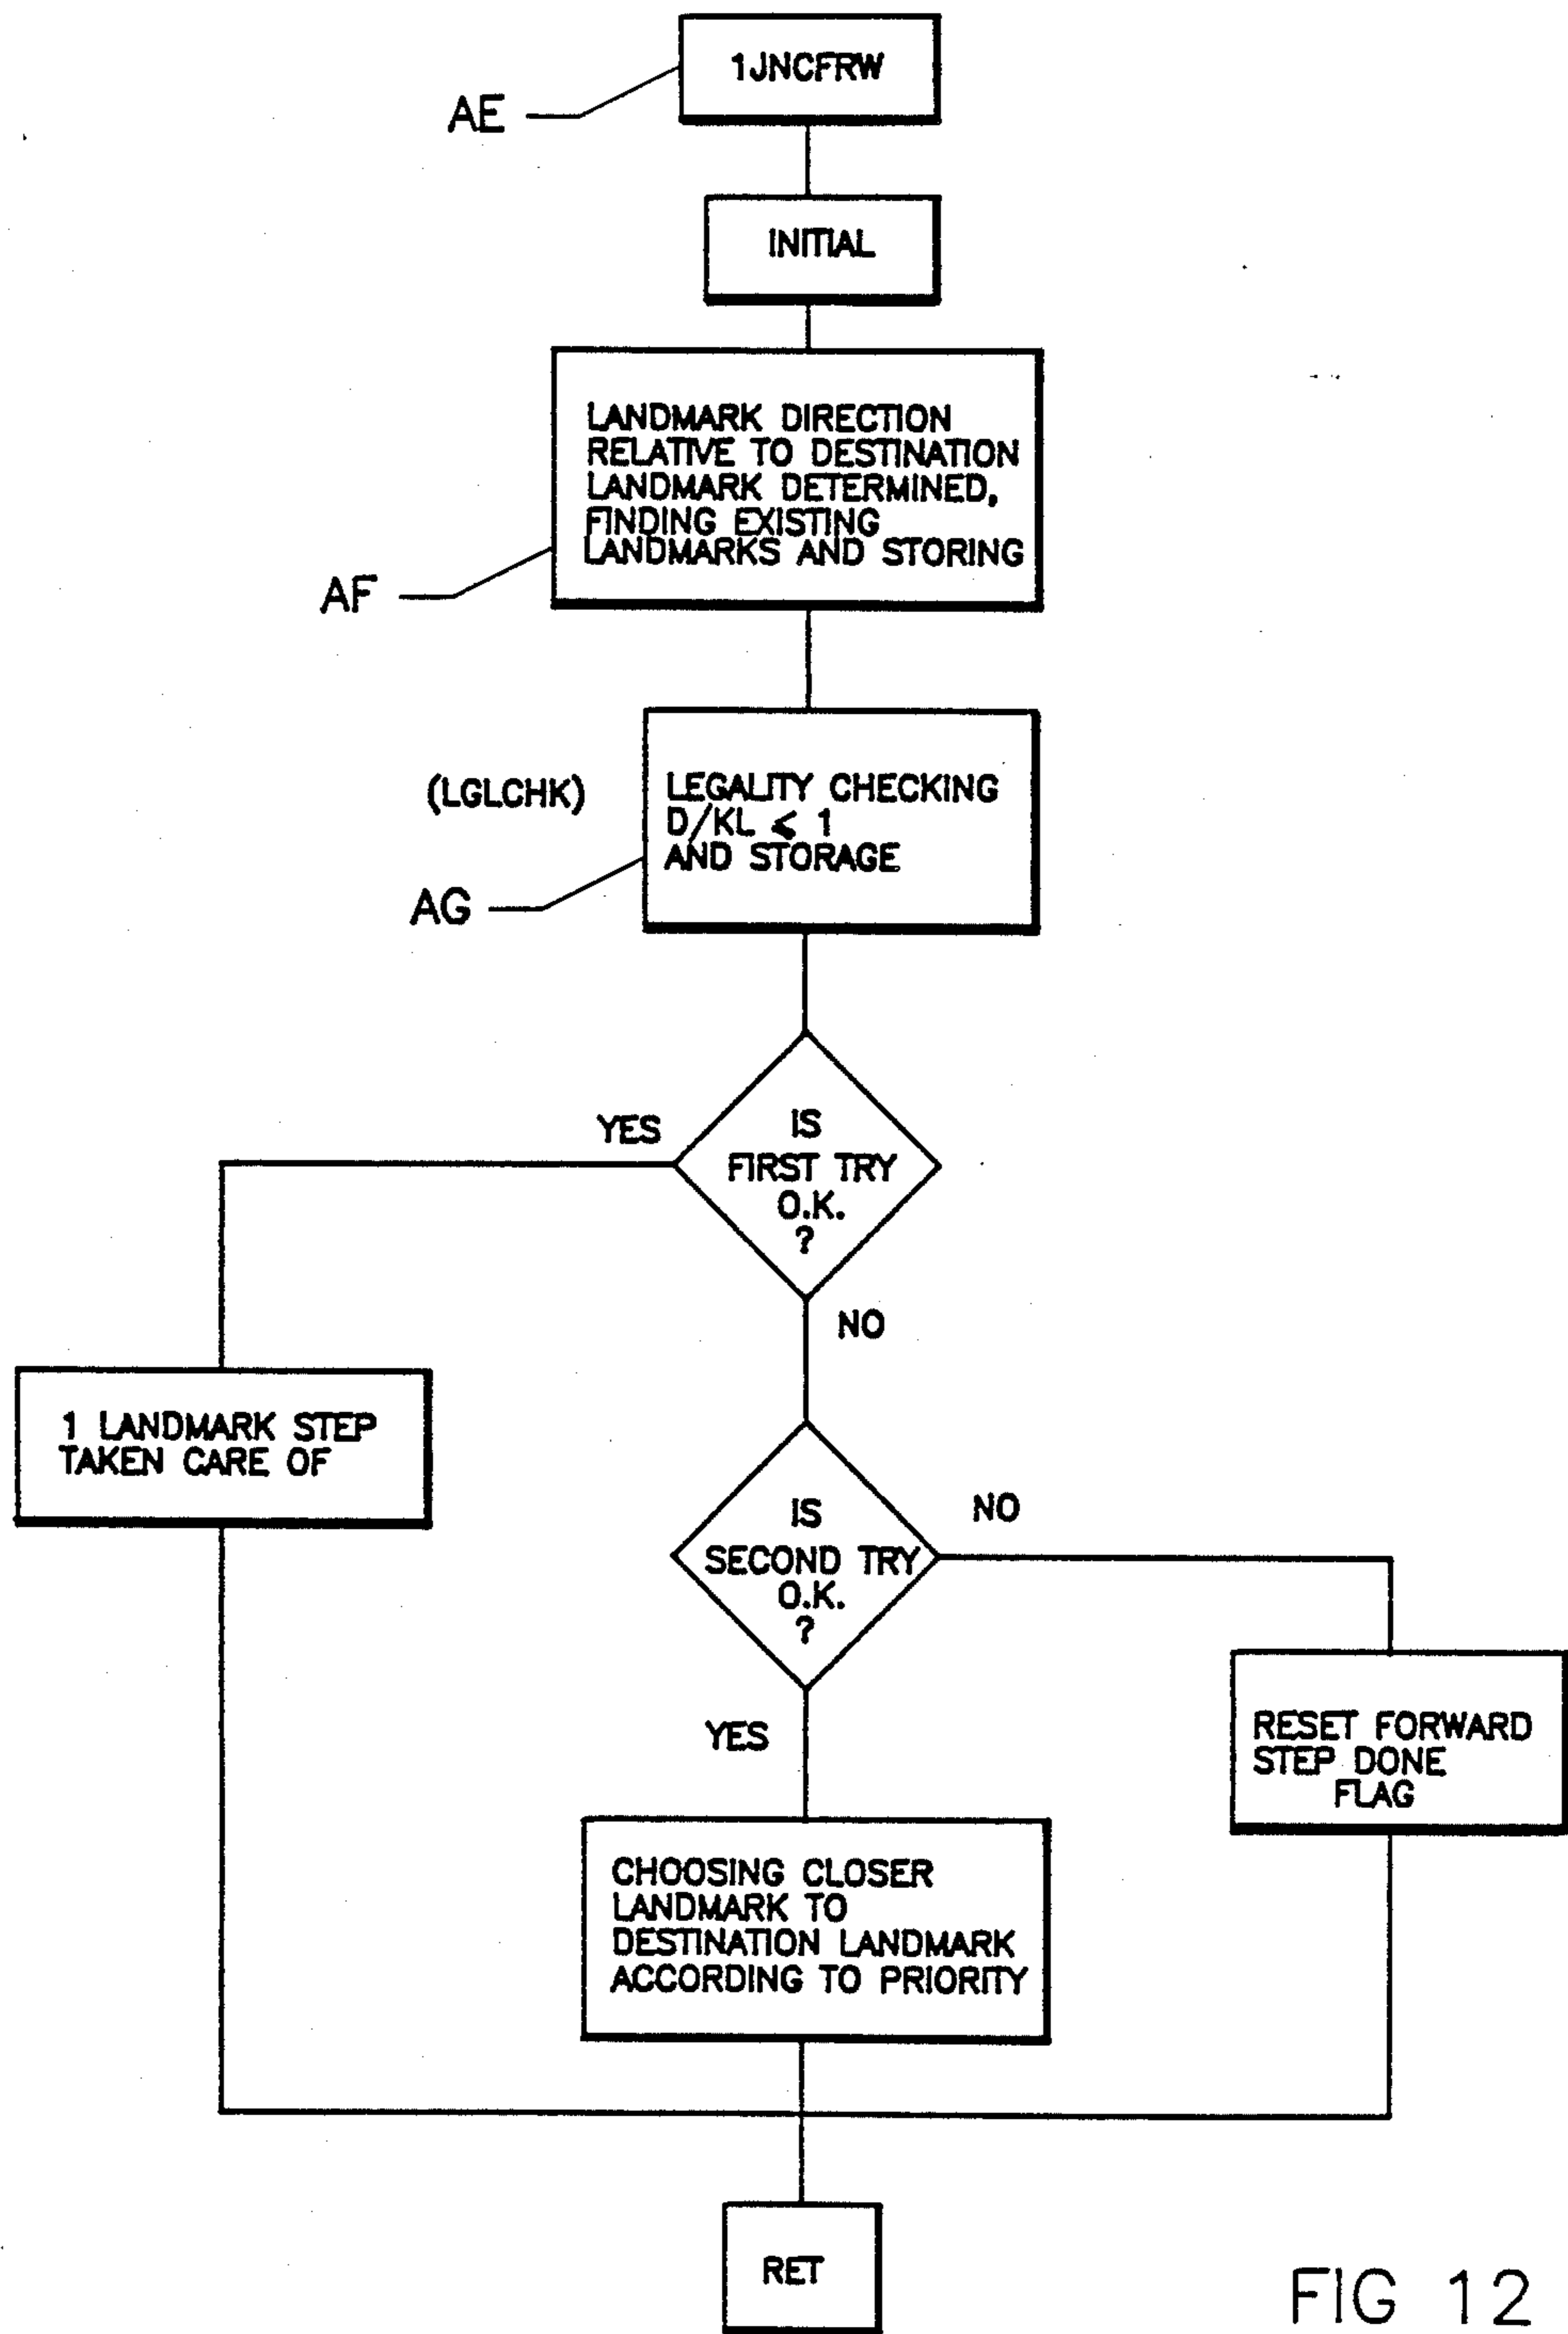 1JNCFRW
AE
INITIAL
LANDMARK DIRECTION
RELATIVE TO DESTINATION
LANDMARK DETERMINED,
FINDING EXISTING
LANDMARKS AND STORING
AF
(LGLCHK)
LEGALITY CHECKING
D/KL ⩽ 1
AND STORAGE
AG
YES
IS
FIRST TRY
O.K.
?
NO
1 LANDMARK STEP
TAKEN CARE OF
IS
SECOND TRY
O.K.
?
NO
YES
RESET FORWARD
STEP DONE
FLAG
CHOOSING CLOSER
LANDMARK TO
DESTINATION LANDMARK
ACCORDING TO PRIORITY
RET
FIG 12